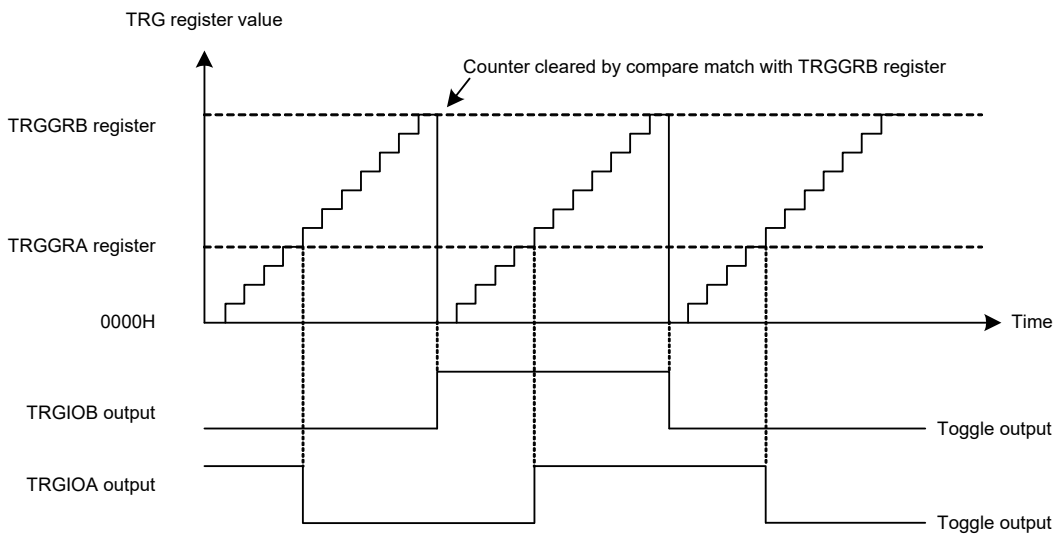 TRG register value
Counter cleared by compare match with TRGGRB register
TRGGRB register
TRGGRA register
0000H
Time
TRGIOB output
Toggle output
TRGIOA output
Toggle output